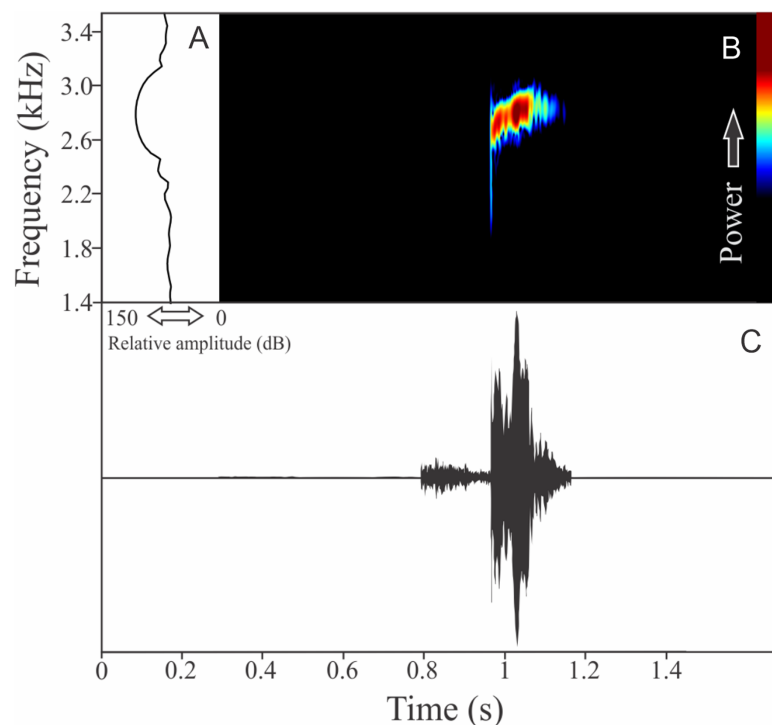 A
B
3.4
3.0
2.6
2.2
1.8
1.4
Frequency (kHz)
Power
150 0
Relative amplitude (dB)
C
0 0.2 0.4 0.6 0.8 1 1.2 1.4
Time (s)